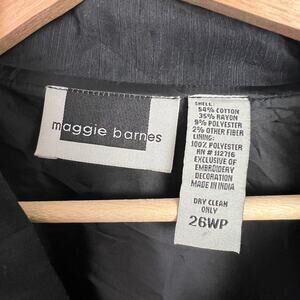 maggie barnes
SHELL:
54% COTTON
35% RAYON
9% POLYESTER
2% OTHER FIBER
LINING:
100% POLYESTER
RN # 112716
EXCLUSIVE OF
EMBROIDERY
DECORATION
MADE IN INDIA
DRY CLEAN
ONLY
26WP